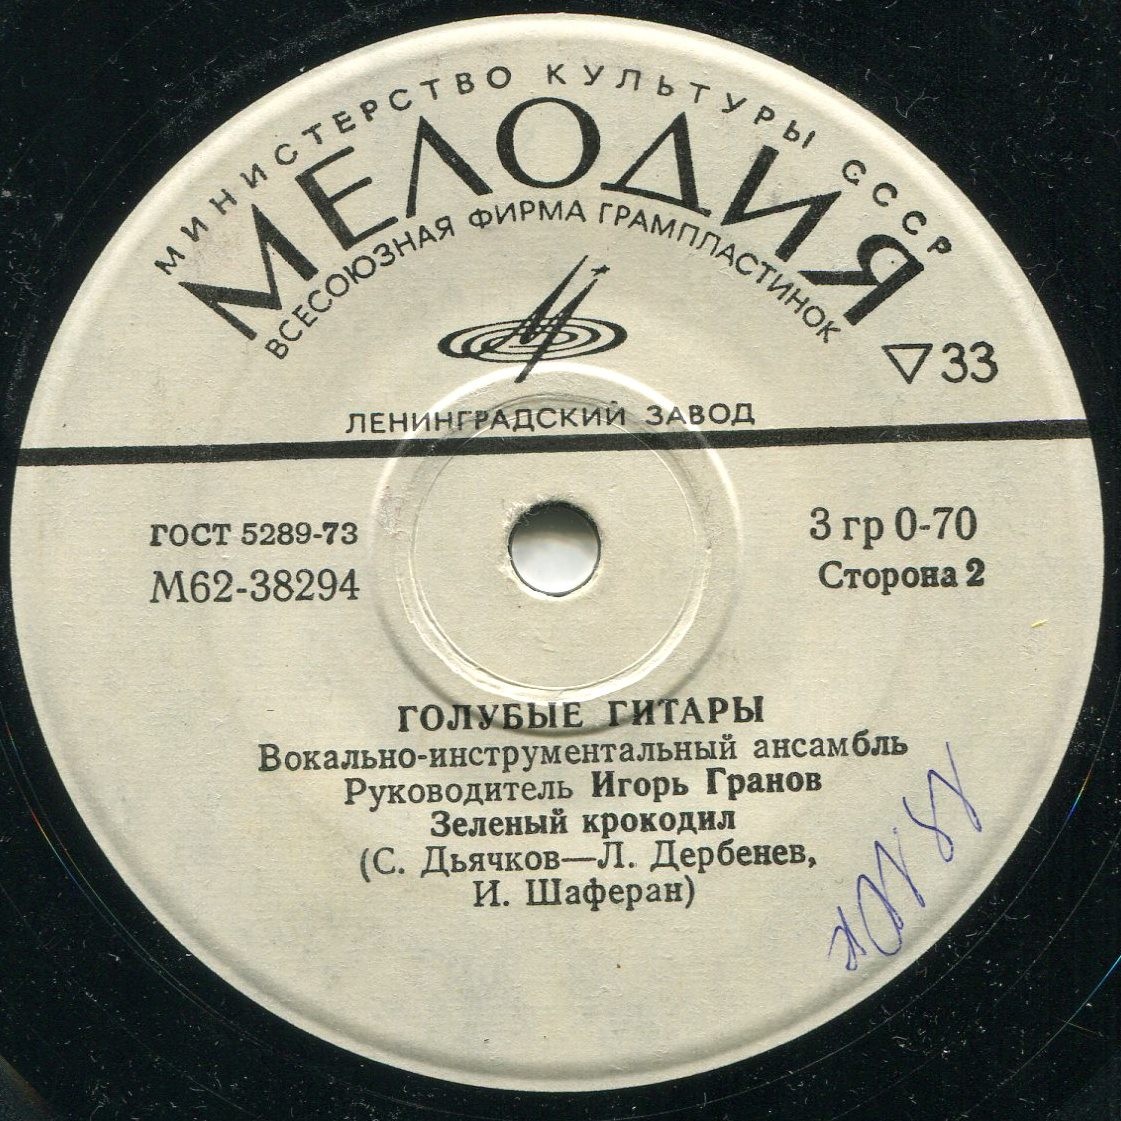 МИНИСТЕРСТВО КУЛЬТУРЫ СССР
МЕЛОДИЯ
ВСЕСОЮЗНАЯ ФИРМА ГРАМПЛАСТИНОК
▽33
ЛЕНИНГРАДСКИЙ ЗАВОД
ГОСТ 5289-73
М62-38294
3 гр 0-70
Сторона 2
ГОЛУБЫЕ ГИТАРЫ
Вокально-инструментальный ансамбль
Руководитель Игорь Гранов
Зеленый крокодил
(С. Дьячков—Л. Дербенев,
И. Шаферан)